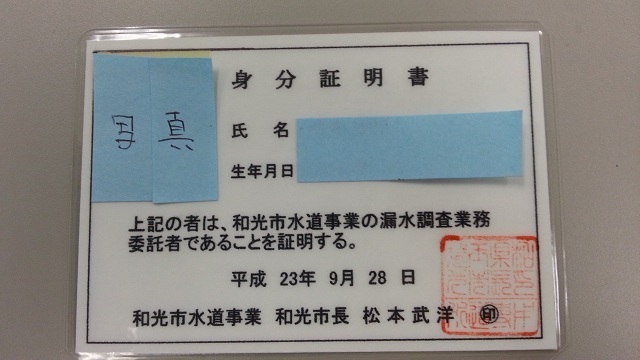 身分証明書
写真
氏名
生年月日
上記の者は、和光市水道事業の漏水調査業務
委託者であることを証明する。
平成 23年 9月 28 日
和光市水道事業 和光市長 松本武洋 ㊞